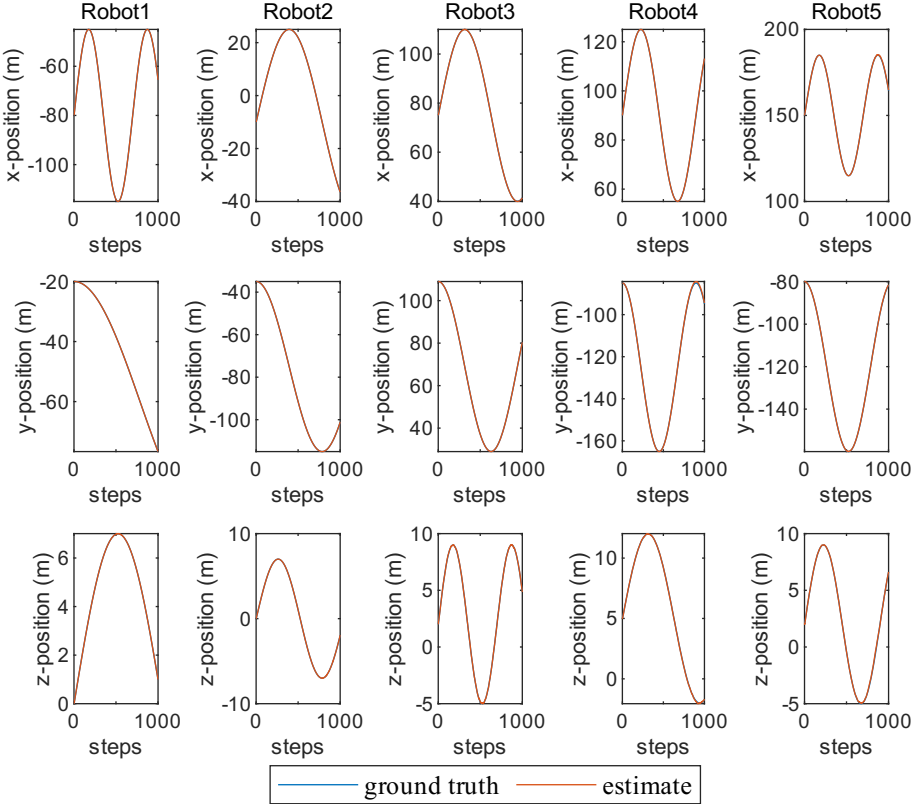 Robot1 Robot2 Robot3 Robot4 Robot5
x-position (m) -60 -80 -100 0 1000 steps
x-position (m) 20 0 -20 -40 0 1000 steps
x-position (m) 100 80 60 40 0 1000 steps
x-position (m) 120 100 80 60 0 1000 steps
x-position (m) 200 150 100 0 1000 steps
y-position (m) -20 -40 -60 0 1000 steps
y-position (m) -40 -60 -80 -100 0 1000 steps
y-position (m) 100 80 60 40 0 1000 steps
y-position (m) -100 -120 -140 -160 0 1000 steps
y-position (m) -80 -100 -120 -140 0 1000 steps
z-position (m) 6 4 2 0 0 1000 steps
z-position (m) 10 0 -10 0 1000 steps
z-position (m) 10 5 0 -5 0 1000 steps
z-position (m) 10 5 0 0 1000 steps
z-position (m) 10 5 0 -5 0 1000 steps
ground truth estimate